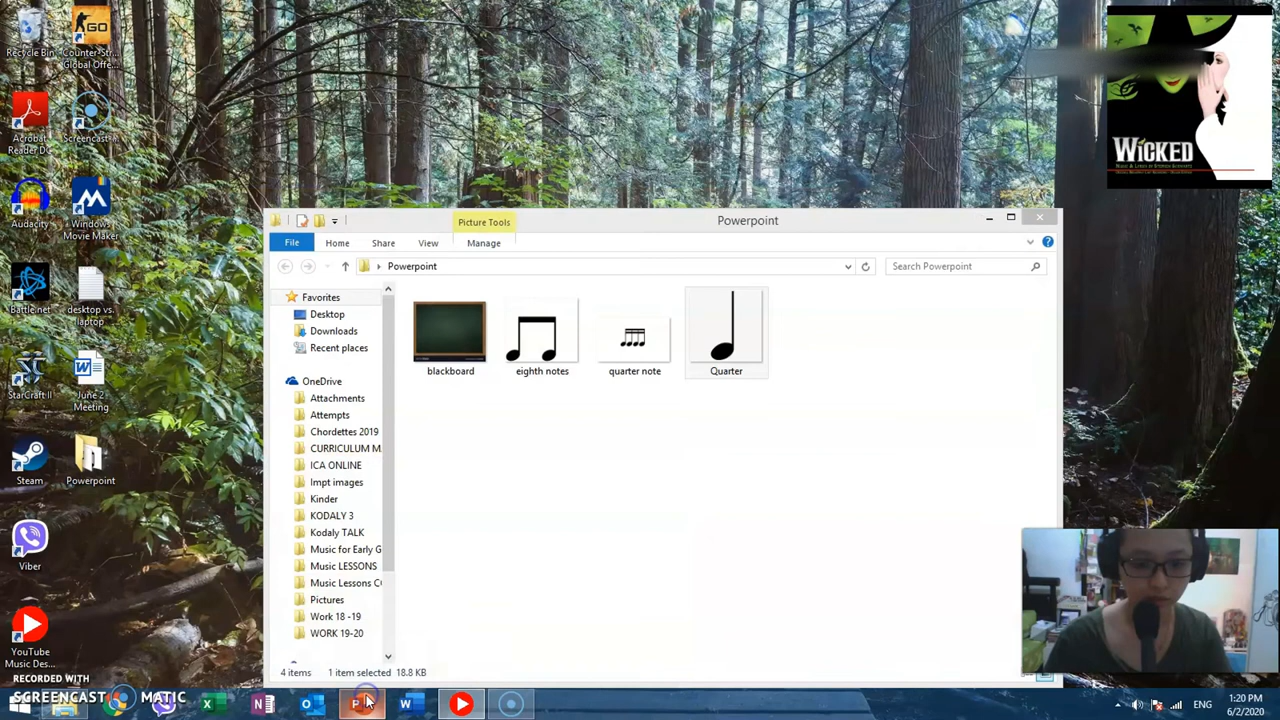 Recycle Bin
Counter-Str...
Global Offe...
GO
Acrobat
Reader DC
Screencast-...
Audacity
Windows
Movie Maker
Battle.net
desktop vs.
laptop
StarCraft II
June 2
Meeting
Steam
Powerpoint
Viber
YouTube
Music Des...
RECORDED WITH
SCREENCAST MATIC
Picture Tools
Powerpoint
File
Home
Share
View
Manage
Powerpoint
Search Powerpoint
Favorites
Desktop
Downloads
Recent places
OneDrive
Attachments
Attempts
Chordettes 2019
CURRICULUM M
ICA ONLINE
Impt images
Kinder
KODALY 3
Kodaly TALK
Music for Early G
Music LESSONS
Music Lessons CO
Pictures
Work 18 -19
WORK 19-20
blackboard
eighth notes
quarter note
Quarter
4 items
1 item selected 18.8 KB
WICKED
ENG
1:20 PM
6/2/2020